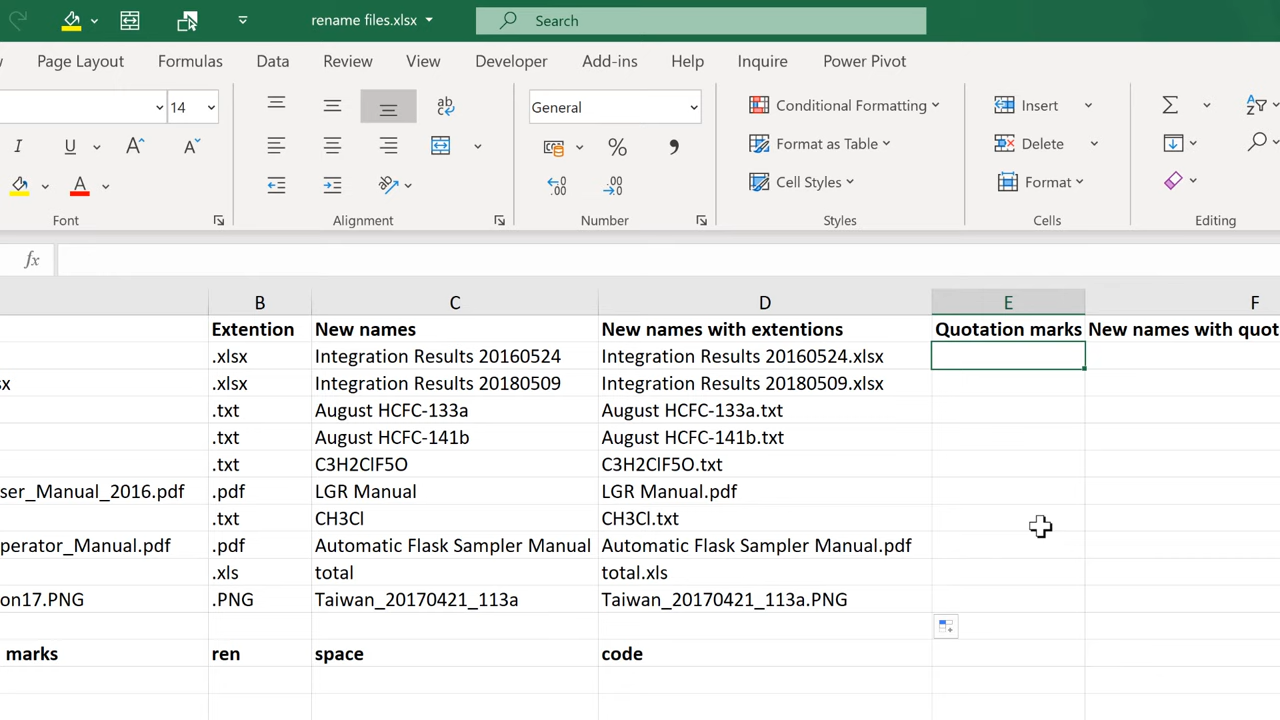 rename files.xlsx
Search
Page Layout Formulas Data Review View Developer Add-ins Help Inquire Power Pivot
14 ab General Conditional Formatting Insert
I U A A % , Format as Table Delete
A .00 .00 Cell Styles Format
Font Alignment Number Styles Cells Editing
fx
B C D E F
Extention New names New names with extentions Quotation marks New names with quot
.xlsx Integration Results 20160524 Integration Results 20160524.xlsx
sx .xlsx Integration Results 20180509 Integration Results 20180509.xlsx
.txt August HCFC-133a August HCFC-133a.txt
.txt August HCFC-141b August HCFC-141b.txt
.txt C3H2ClF5O C3H2ClF5O.txt
ser_Manual_2016.pdf .pdf LGR Manual LGR Manual.pdf
.txt CH3Cl CH3Cl.txt
perator_Manual.pdf .pdf Automatic Flask Sampler Manual Automatic Flask Sampler Manual.pdf
.xls total total.xls
on17.PNG .PNG Taiwan_20170421_113a Taiwan_20170421_113a.PNG
marks ren space code